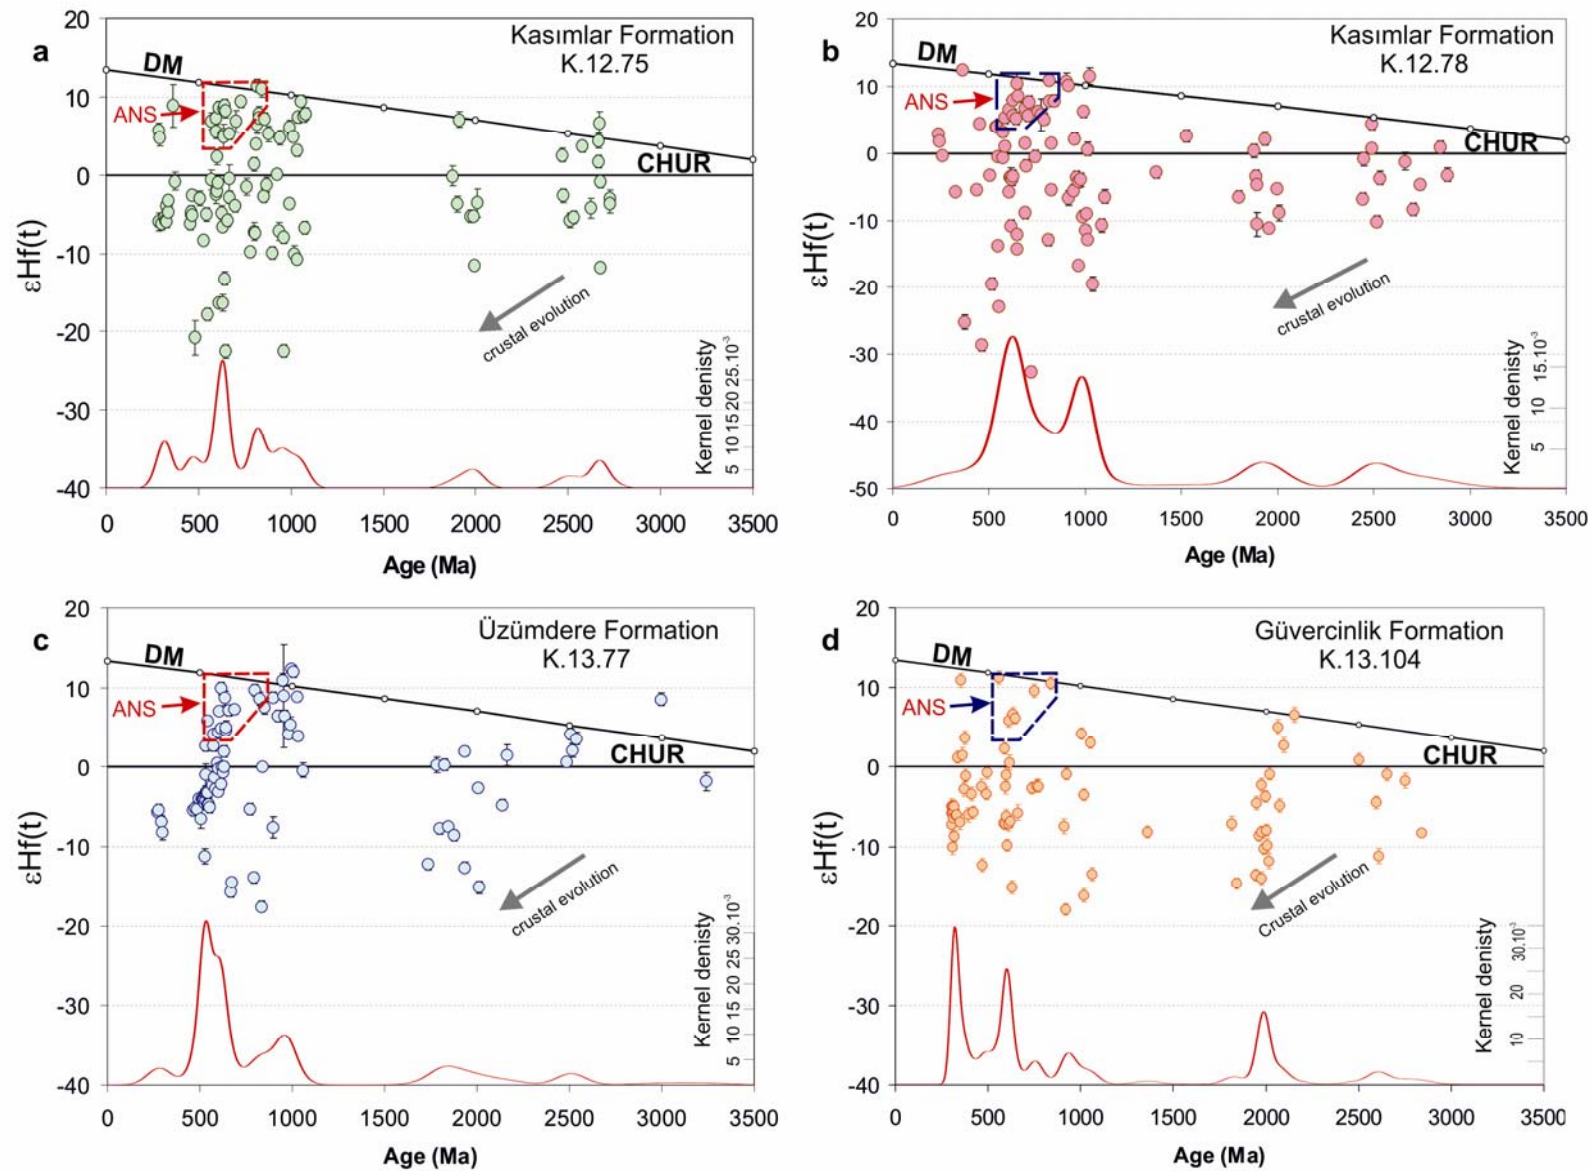 a
Kasımlar Formation
K.12.75
DM
ANS
CHUR
crustal evolution
εHf(t)
20
10
0
-10
-20
-30
-40
Kernel denisty
5 10 15 20 25.10⁻³
0 500 1000 1500 2000 2500 3000 3500
Age (Ma)
b
Kasımlar Formation
K.12.78
DM
ANS
CHUR
crustal evolution
εHf(t)
20
10
0
-10
-20
-30
-40
-50
Kernel denisty
5 10 15.10⁻³
0 500 1000 1500 2000 2500 3000 3500
Age (Ma)
c
Üzümdere Formation
K.13.77
DM
ANS
CHUR
crustal evolution
εHf(t)
20
10
0
-10
-20
-30
-40
Kernel denisty
5 10 15 20 25 30.10⁻³
0 500 1000 1500 2000 2500 3000 3500
Age (Ma)
d
Güvercinlik Formation
K.13.104
DM
ANS
CHUR
Crustal evolution
εHf(t)
20
10
0
-10
-20
-30
-40
Kernel denisty
10 20 30.10⁻³
0 500 1000 1500 2000 2500 3000 3500
Age (Ma)